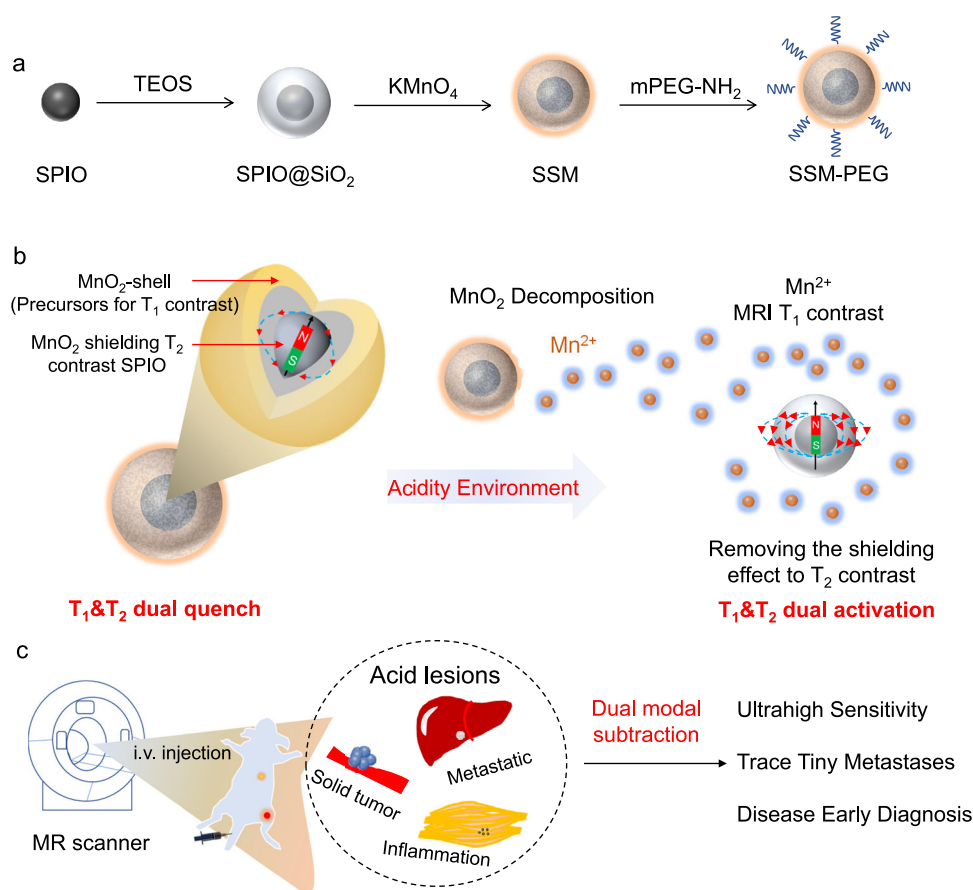 a
TEOS
KMnO₄
mPEG-NH₂
SPIO
SPIO@SiO₂
SSM
SSM-PEG
b
MnO₂-shell
(Precursors for T₁ contrast)
MnO₂ shielding T₂
contrast SPIO
N
S
T₁&T₂ dual quench
MnO₂ Decomposition
Mn²⁺
Acidity Environment
Mn²⁺
MRI T₁ contrast
N
S
Removing the shielding
effect to T₂ contrast
T₁&T₂ dual activation
c
MR scanner
i.v. injection
Acid lesions
Solid tumor
Metastatic
Inflammation
Dual modal
subtraction
Ultrahigh Sensitivity
Trace Tiny Metastases
Disease Early Diagnosis